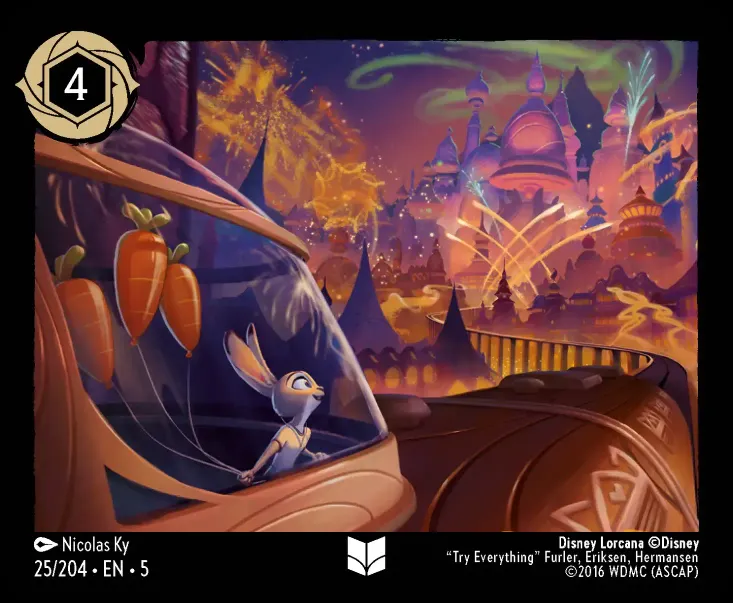 4
Nicolas Ky
25/204 • EN • 5
Disney Lorcana ©Disney
“Try Everything” Furler, Eriksen, Hermansen
©2016 WDMC (ASCAP)